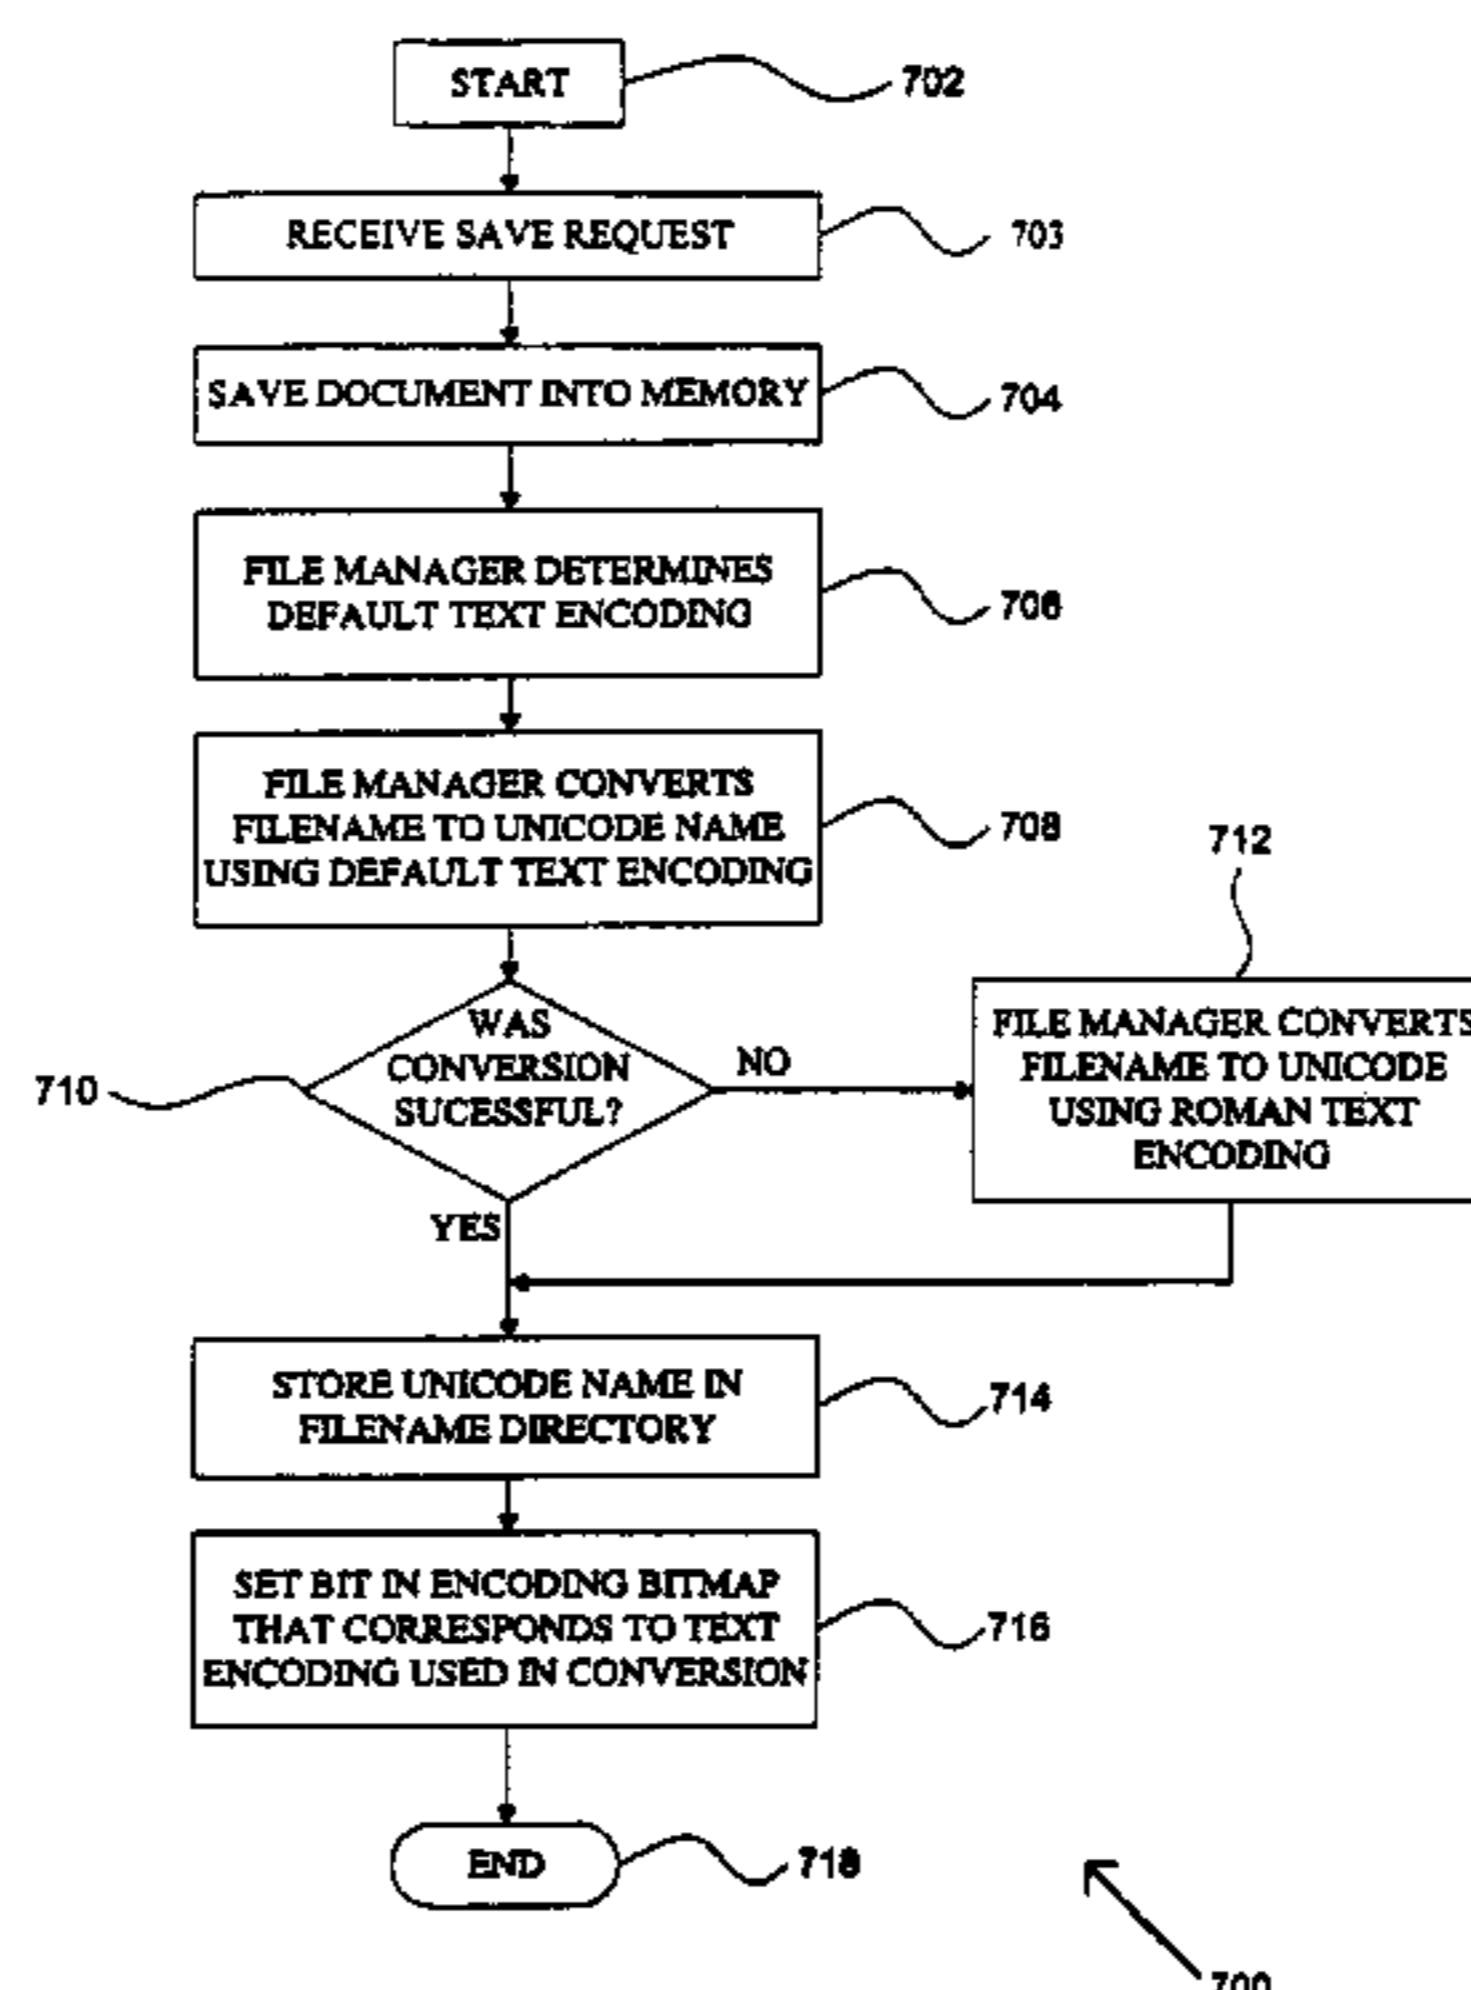 START
702
RECEIVE SAVE REQUEST
703
SAVE DOCUMENT INTO MEMORY
704
FILE MANAGER DETERMINES
DEFAULT TEXT ENCODING
706
FILE MANAGER CONVERTS
FILENAME TO UNICODE NAME
USING DEFAULT TEXT ENCODING
708
WAS
CONVERSION
SUCESSFUL?
710
NO
712
FILE MANAGER CONVERTS
FILENAME TO UNICODE
USING ROMAN TEXT
ENCODING
YES
STORE UNICODE NAME IN
FILENAME DIRECTORY
714
SET BIT IN ENCODING BITMAP
THAT CORRESPONDS TO TEXT
ENCODING USED IN CONVERSION
716
END
718
700